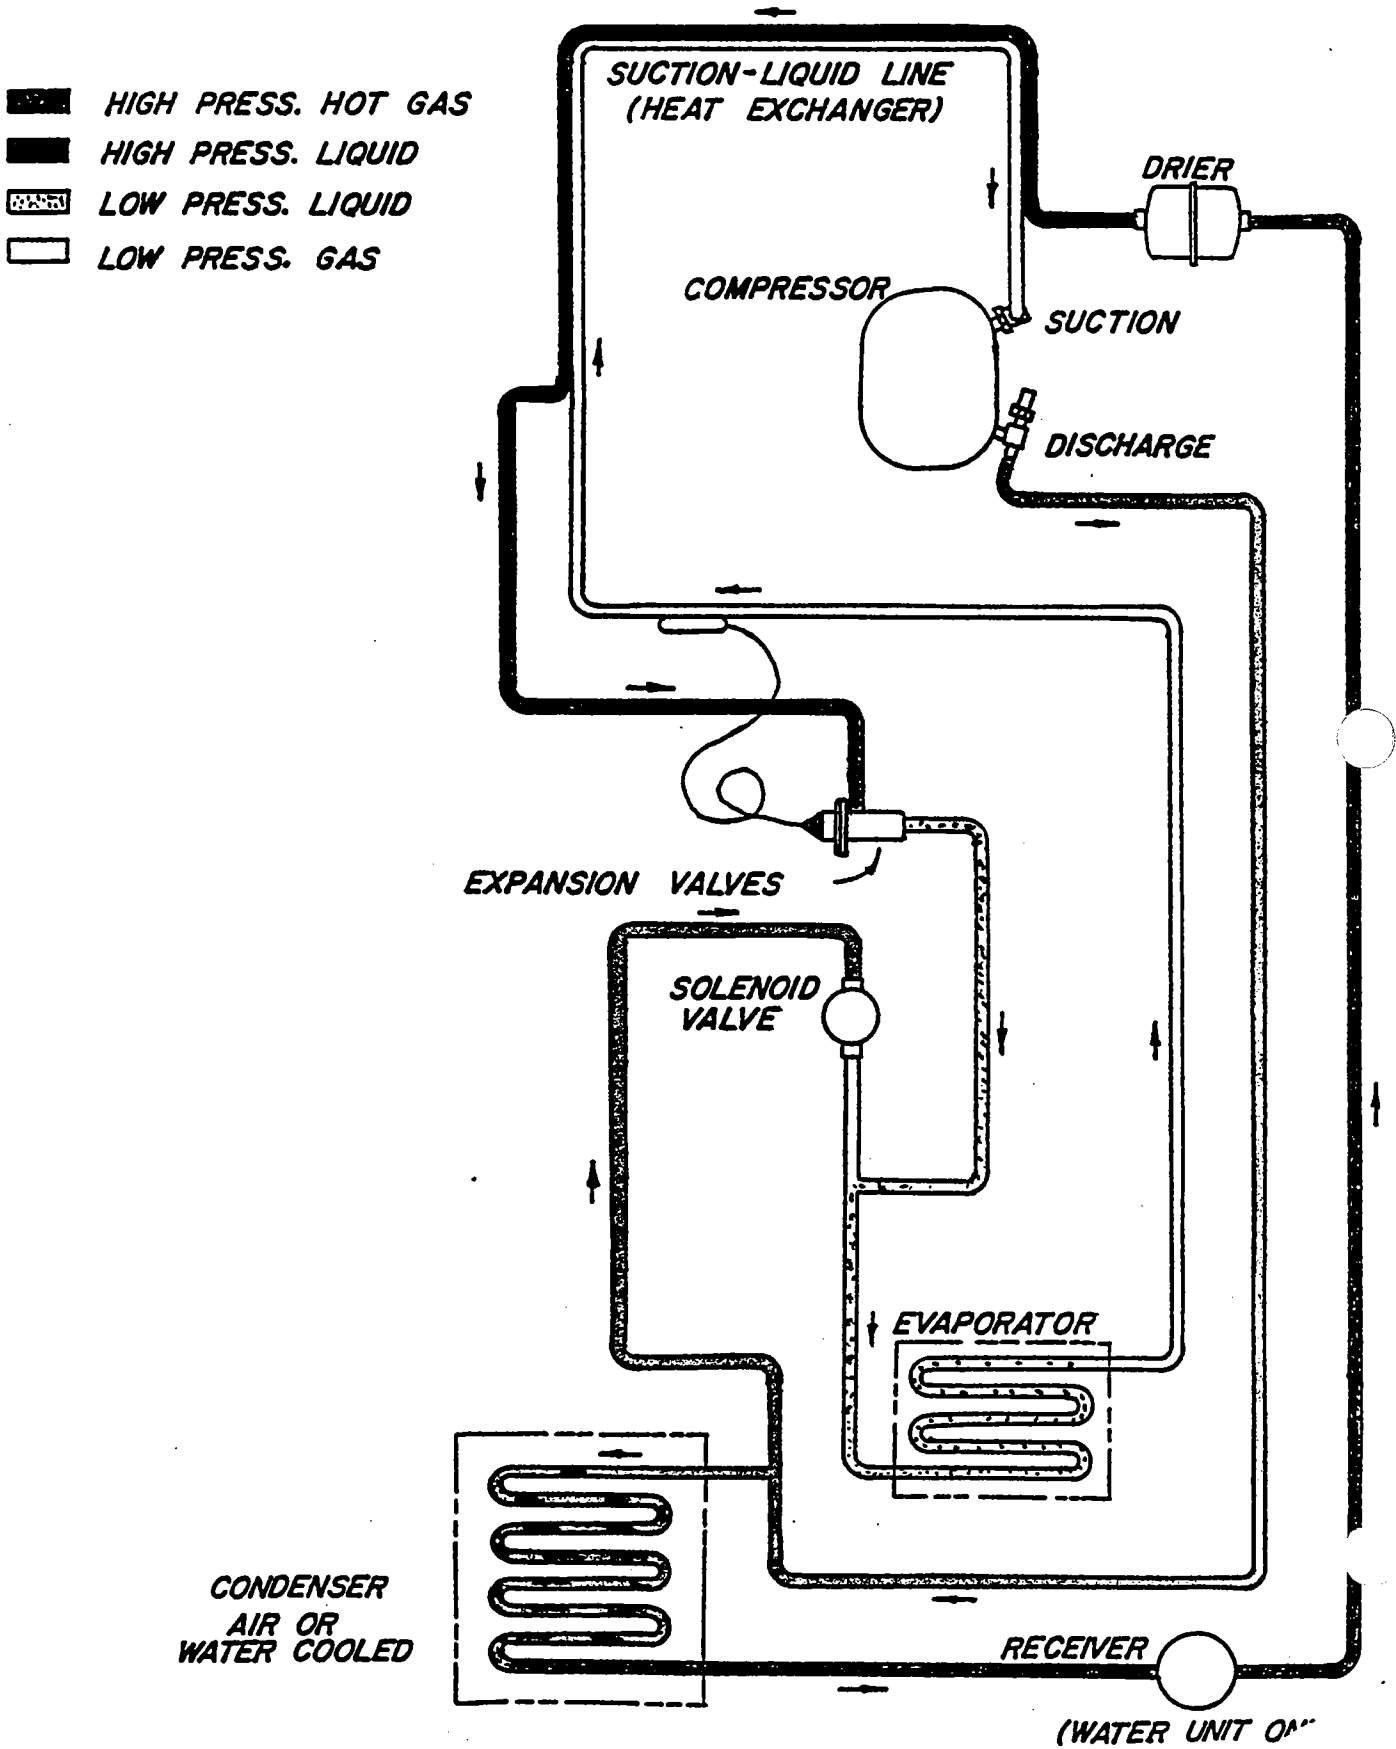 HIGH PRESS. HOT GAS
HIGH PRESS. LIQUID
LOW PRESS. LIQUID
LOW PRESS. GAS
SUCTION-LIQUID LINE
(HEAT EXCHANGER)
DRIER
COMPRESSOR
SUCTION
DISCHARGE
EXPANSION VALVES
SOLENOID
VALVE
EVAPORATOR
CONDENSER
AIR OR
WATER COOLED
RECEIVER
(WATER UNIT